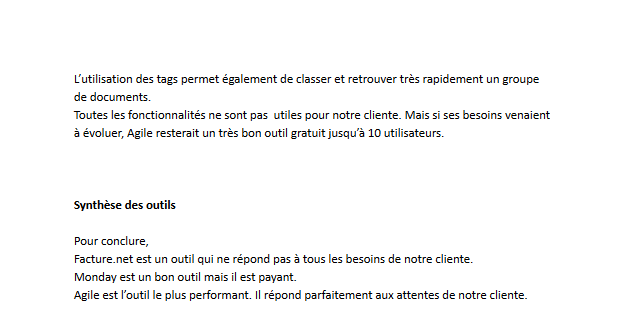 L’utilisation des tags permet également de classer et retrouver très rapidement un groupe
de documents.
Toutes les fonctionnalités ne sont pas  utiles pour notre cliente. Mais si ses besoins venaient
à évoluer, Agile resterait un très bon outil gratuit jusqu’à 10 utilisateurs.
Synthèse des outils
Pour conclure,
Facture.net est un outil qui ne répond pas à tous les besoins de notre cliente.
Monday est un bon outil mais il est payant.
Agile est l’outil le plus performant. Il répond parfaitement aux attentes de notre cliente.